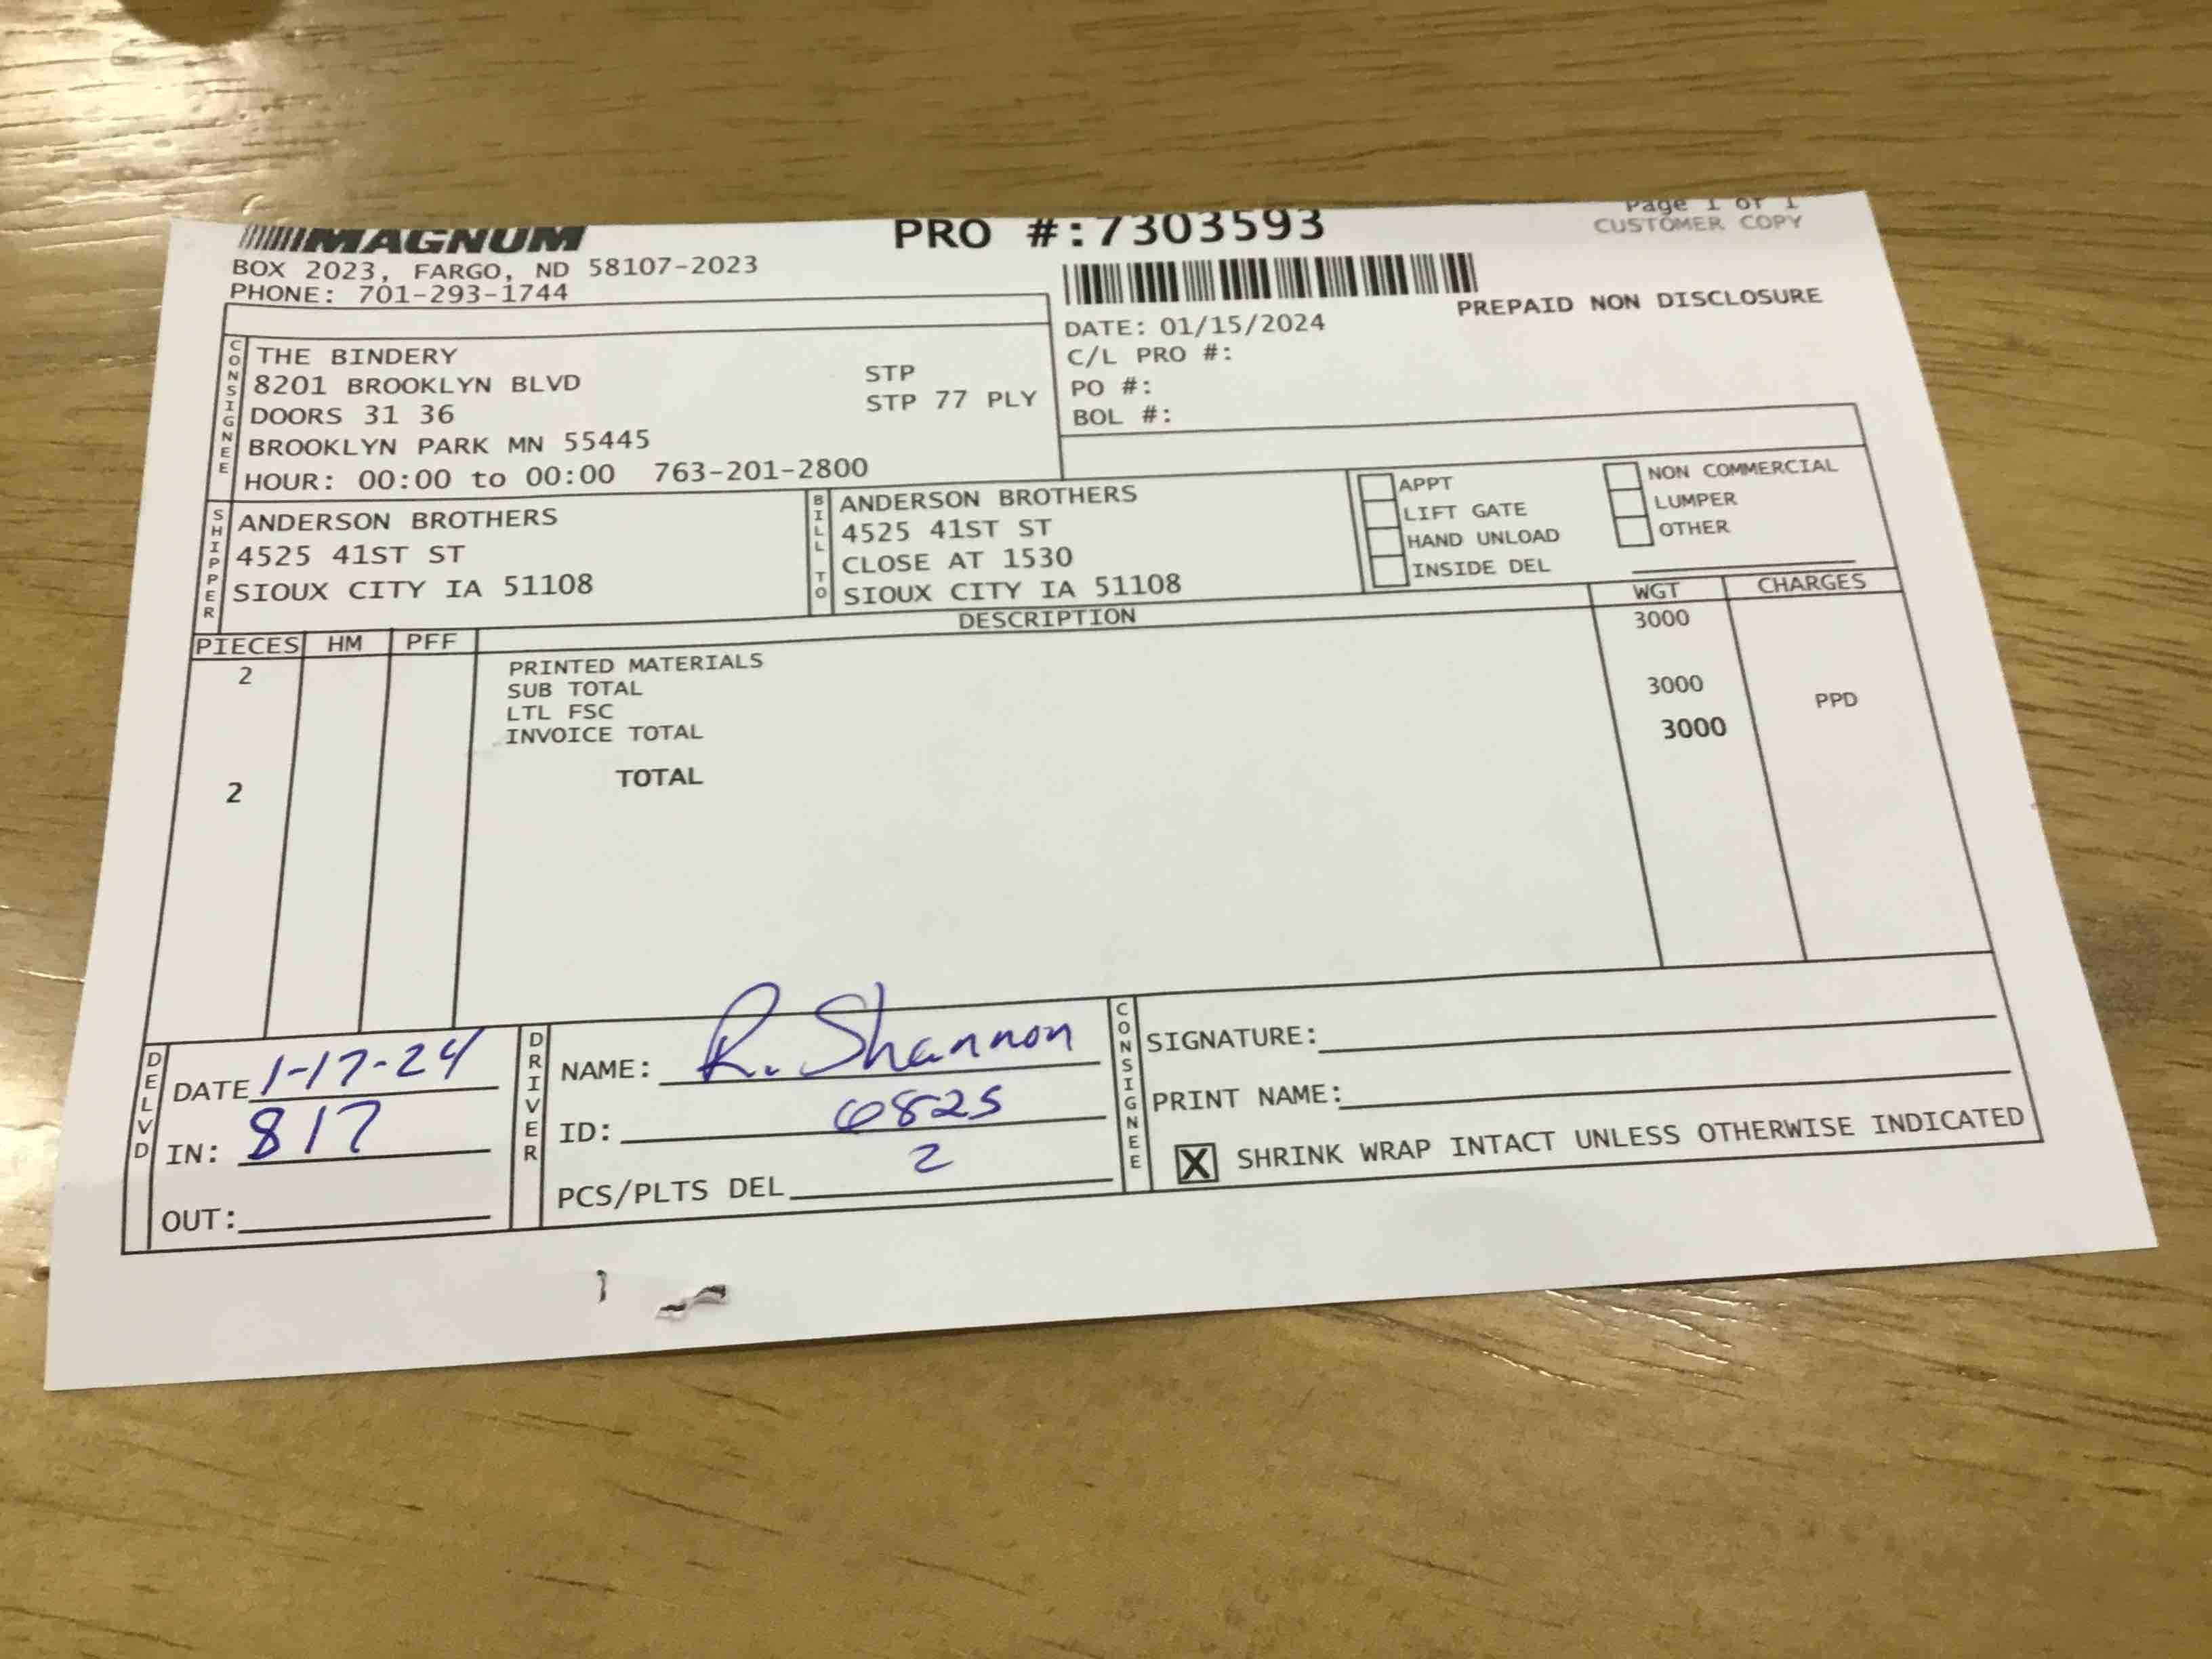 MAGNUM
BOX 2023, FARGO, ND 58107-2023
PHONE: 701-293-1744
PRO #:7303593
Page 1 of 1
CUSTOMER COPY
PREPAID NON DISCLOSURE
DATE: 01/15/2024
C/L PRO #:
PO #:
BOL #:
CONSIGNEE
THE BINDERY
8201 BROOKLYN BLVD STP
DOORS 31 36 STP 77 PLY
BROOKLYN PARK MN 55445
HOUR: 00:00 to 00:00 763-201-2800
SHIPPER
ANDERSON BROTHERS
4525 41ST ST
SIOUX CITY IA 51108
BILL TO
ANDERSON BROTHERS
4525 41ST ST
CLOSE AT 1530
SIOUX CITY IA 51108
APPT NON COMMERCIAL
LIFT GATE LUMPER
HAND UNLOAD OTHER
INSIDE DEL
PIECES HM PFF DESCRIPTION WGT CHARGES
2 PRINTED MATERIALS 3000
SUB TOTAL 3000
LTL FSC
INVOICE TOTAL PPD
2 TOTAL 3000
DELVD
DATE 1-17-24
IN: 817
OUT:
DRIVER
NAME: R. Shannon
ID: 6825
PCS/PLTS DEL 2
CONSIGNEE
SIGNATURE:
PRINT NAME:
X SHRINK WRAP INTACT UNLESS OTHERWISE INDICATED